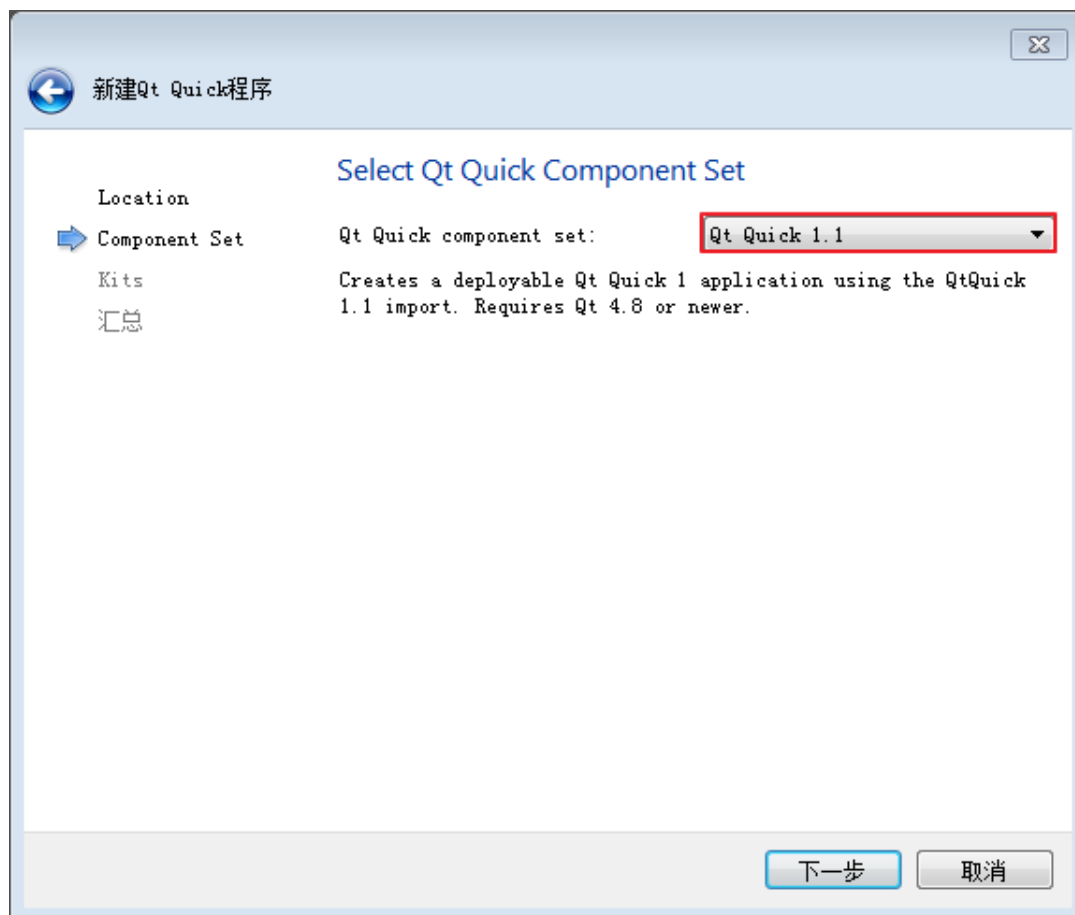 新建Qt Quick程序
Select Qt Quick Component Set
Location
Component Set
Kits
汇总
Qt Quick component set:
Qt Quick 1.1
Creates a deployable Qt Quick 1 application using the QtQuick
1.1 import. Requires Qt 4.8 or newer.
下一步
取消